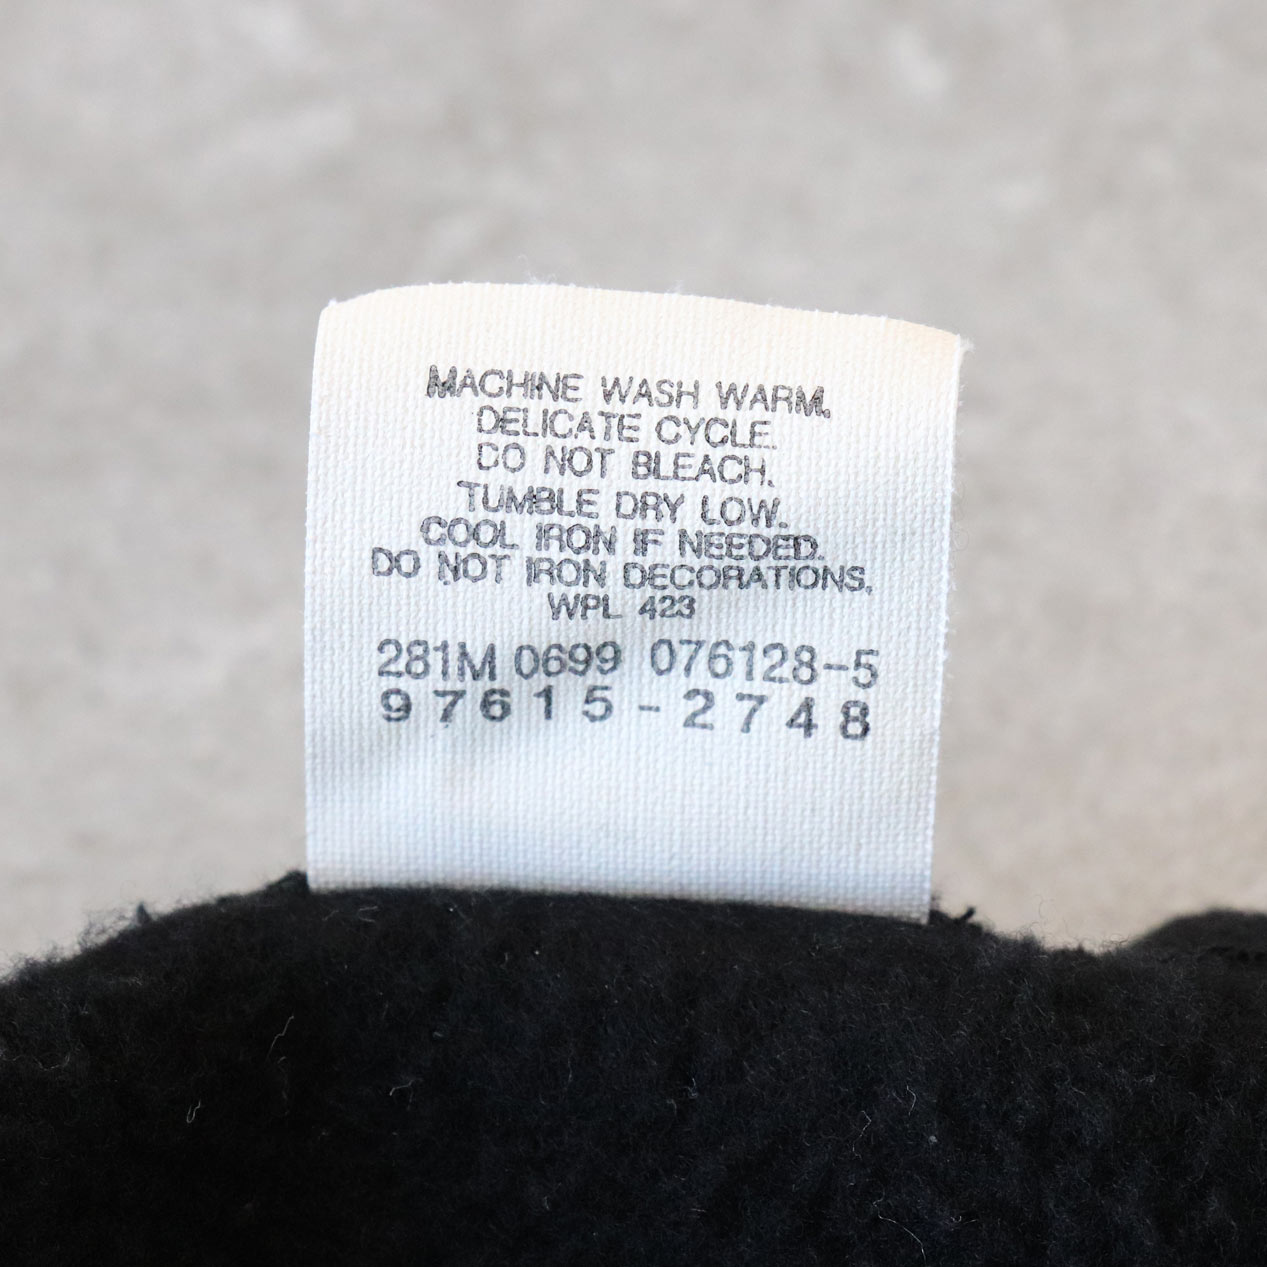 MACHINE WASH WARM.
DELICATE CYCLE.
DO NOT BLEACH.
TUMBLE DRY LOW.
COOL IRON IF NEEDED.
DO NOT IRON DECORATIONS.
WPL 423
281M 0699 076128-5
97615-2748